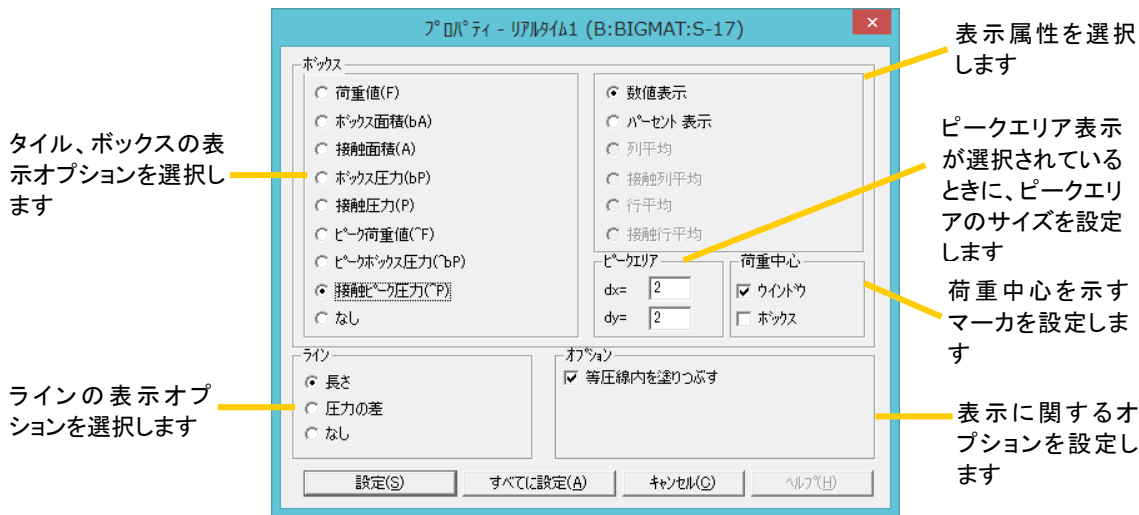 プロパティ - リアルタイム1 (B:BIGMAT:S-17)
ボックス
荷重値(F)
ボックス面積(bA)
接触面積(A)
ボックス圧力(bP)
接触圧力(P)
ピーク荷重値(^F)
ピークボックス圧力(^bP)
接触ピーク圧力(^P)
なし
数値表示
パーセント 表示
列平均
接触列平均
行平均
接触行平均
ピークエリア
dx= 2
dy= 2
荷重中心
ウインドウ
ボックス
ライン
長さ
圧力の差
なし
オプション
等圧線内を塗りつぶす
設定(S)
すべてに設定(A)
キャンセル(C)
ヘルプ(H)
タイル、ボックスの表
示オプションを選択し
ます
ラインの表示オプ
ションを選択します
表示属性を選択
します
ピークエリア表示
が選択されている
ときに、ピークエリ
アのサイズを設定
します
荷重中心を示す
マーカを設定しま
す
表示に関するオ
プションを設定し
ます